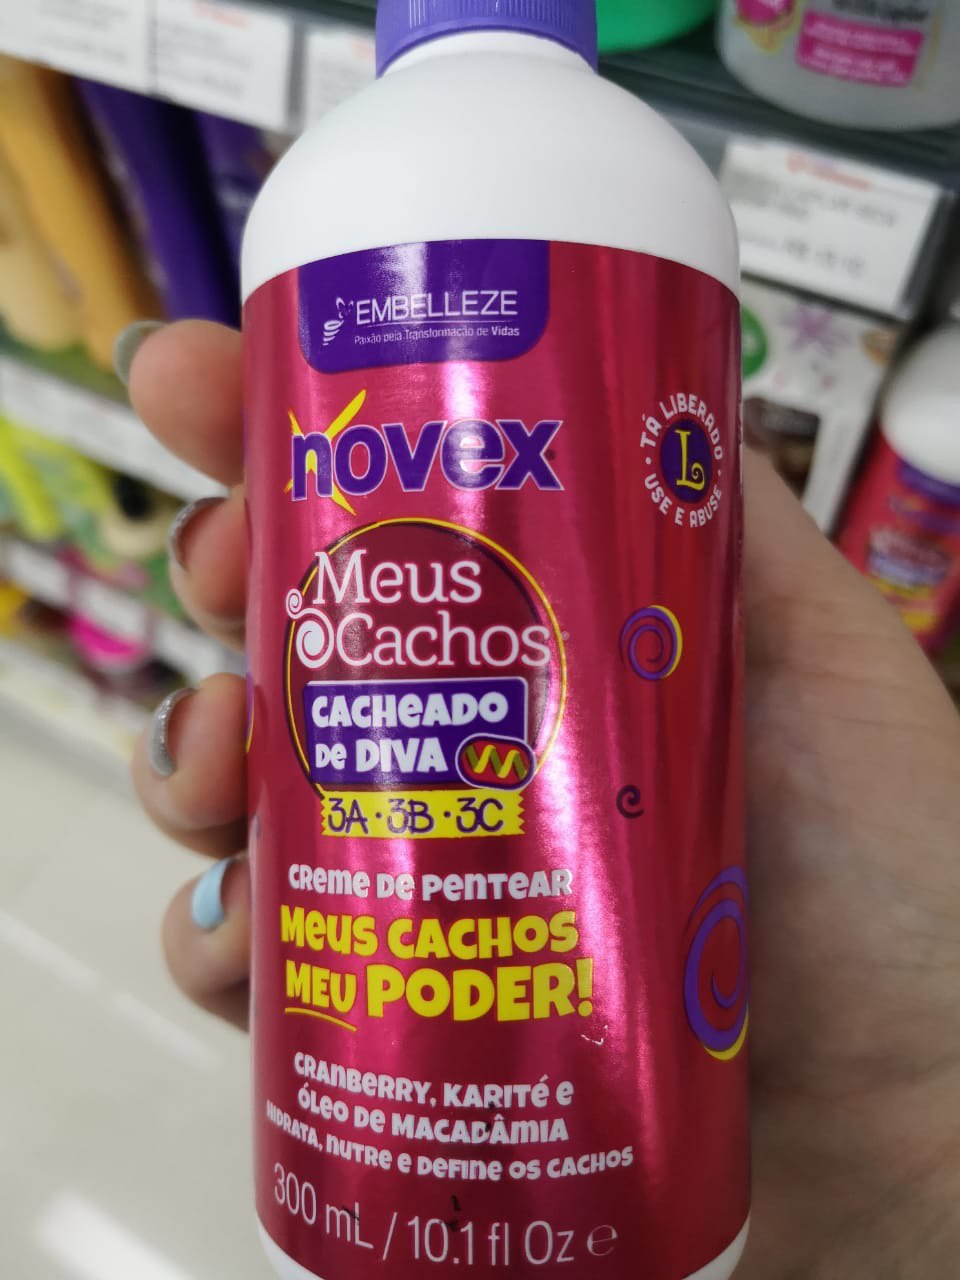 EMBELLEZE
Paixão pela Transformação de Vidas
novex
TÁ LIBERADO
L
USE E ABUSE
Meus
Cachos
CACHEADO
DE DIVA
3A · 3B · 3C
CREME DE PENTEAR
MEUS CACHOS
MEU PODER!
CRANBERRY, KARITÉ E
ÓLEO DE MACADÂMIA
HIDRATA, NUTRE E DEFINE OS CACHOS
300 mL / 10.1 fl Oz ℮